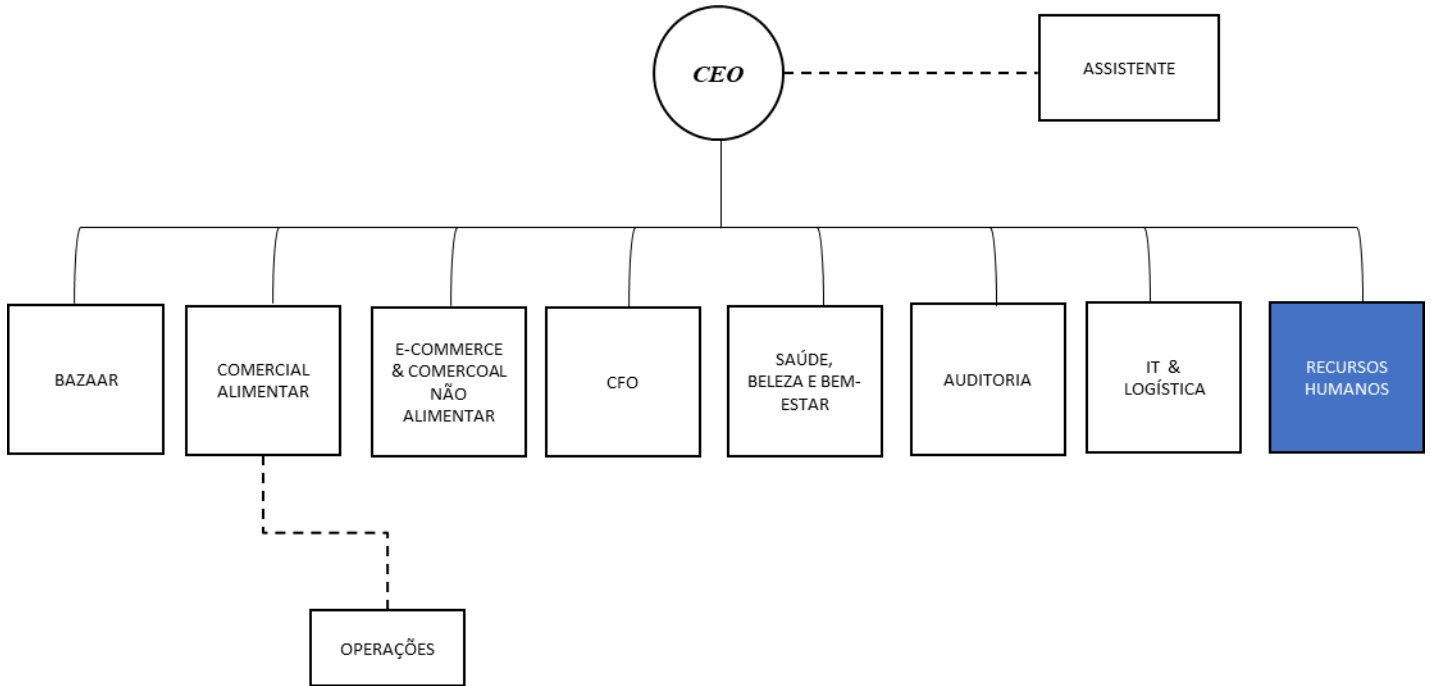 CEO
ASSISTENTE
BAZAAR
COMERCIAL
ALIMENTAR
E-COMMERCE
& COMERCOAL
NÃO
ALIMENTAR
CFO
SAÚDE,
BELEZA E BEM-
ESTAR
AUDITORIA
IT &
LOGÍSTICA
RECURSOS
HUMANOS
OPERAÇÕES